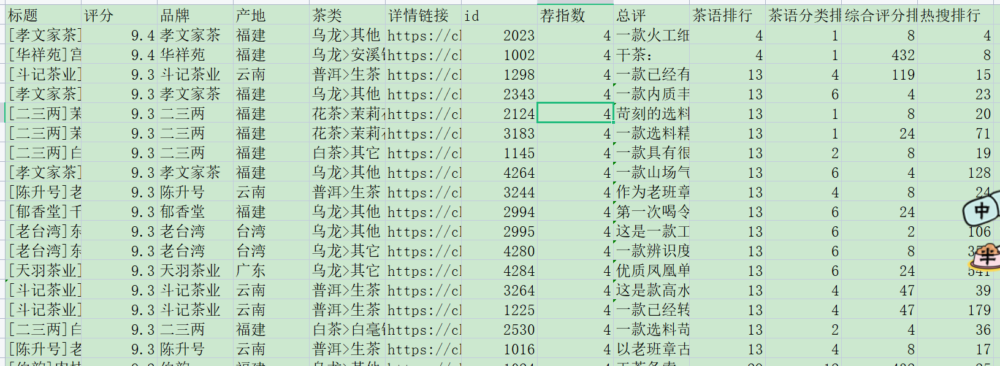 标题 评分 品牌 产地 茶类 详情链接 id 荐指数 总评 茶语排行 茶语分类排 综合评分排 热搜排行
[孝文家茶] 9.4 孝文家茶 福建 乌龙>其他 https://cl 2023 4 一款火工细 4 1 8 4
[华祥苑]宫 9.4 华祥苑 福建 乌龙>安溪铁 https://cl 1002 4 干茶： 4 1 432 8
[斗记茶业] 9.3 斗记茶业 云南 普洱>生茶 https://cl 1298 4 一款已经有 13 4 119 15
[孝文家茶] 9.3 孝文家茶 福建 乌龙>其他 https://cl 2343 4 一款内质丰 13 6 4 23
[二三两]茉 9.3 二三两 福建 花茶>茉莉花 https://cl 2124 4 苛刻的选料 13 1 8 20
[二三两]茉 9.3 二三两 福建 花茶>茉莉花 https://cl 3183 4 一款选料精 13 1 24 71
[二三两]白 9.3 二三两 福建 白茶>其它 https://cl 1145 4 一款具有很 13 2 8 19
[孝文家茶] 9.3 孝文家茶 福建 乌龙>其他 https://cl 4264 4 一款山场气 13 6 4 128
[陈升号]老 9.3 陈升号 云南 普洱>生茶 https://cl 3244 4 作为老班章 13 4 8 24
[郁香堂]千 9.3 郁香堂 福建 乌龙>其他 https://cl 2994 4 第一次喝令 13 6 24
中
[老台湾]东 9.3 老台湾 台湾 乌龙>其他 https://cl 2995 4 这是一款工 13 6 2 106
[老台湾]东 9.3 老台湾 台湾 乌龙>其它 https://cl 4280 4 一款辨识度 13 6 8
半
[天羽茶业] 9.3 天羽茶业 广东 乌龙>其它 https://cl 4284 4 优质凤凰单 13 6 24 541
[斗记茶业] 9.3 斗记茶业 云南 普洱>生茶 https://cl 3264 4 这是款高水 13 4 47 39
[斗记茶业] 9.3 斗记茶业 云南 普洱>生茶 https://cl 1225 4 一款已经转 13 4 47 179
[二三两]白 9.3 二三两 福建 白茶>白毫银 https://cl 2530 4 一款选料苛 13 2 4 36
[陈升号]老 9.3 陈升号 云南 普洱>生茶 https://cl 1016 4 以老班章古 13 4 8 17